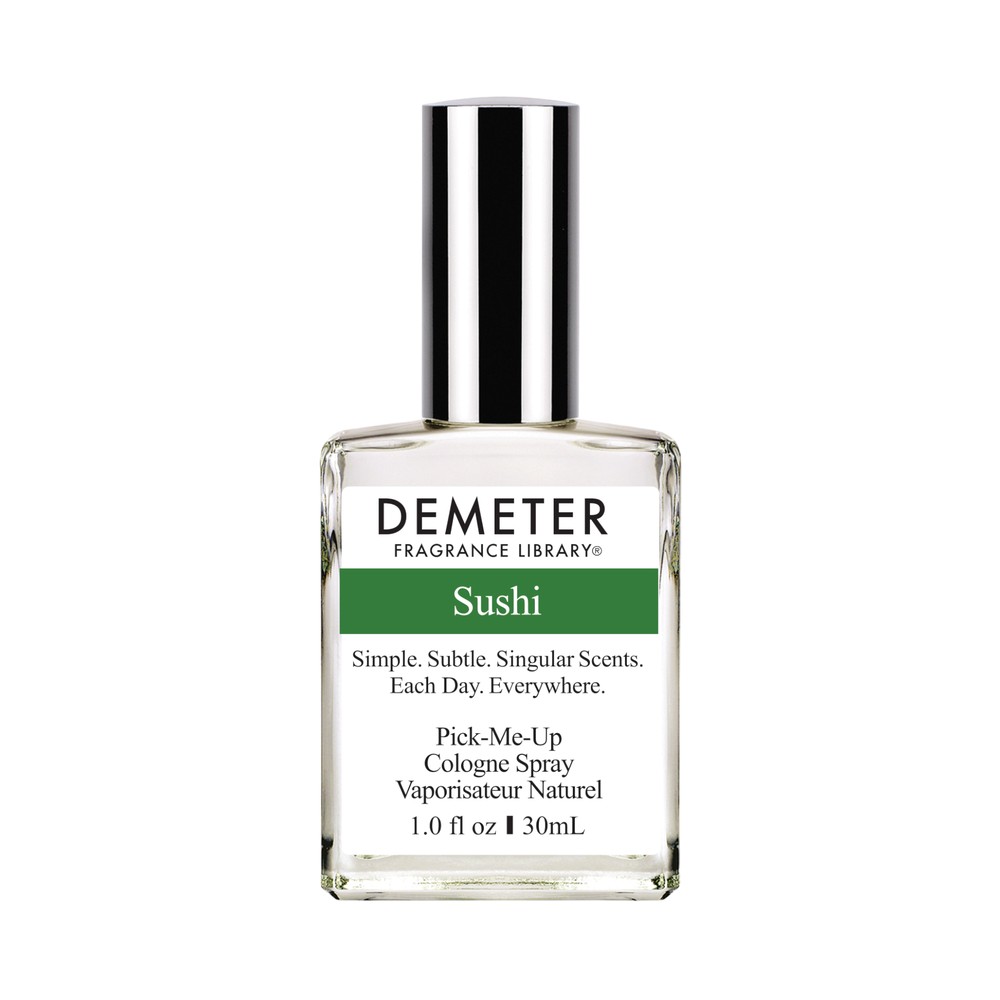 DEMETER
FRAGRANCE LIBRARY®
Sushi
Simple. Subtle. Singular Scents.
Each Day. Everywhere.
Pick-Me-Up
Cologne Spray
Vaporisateur Naturel
1.0 fl oz ❙ 30mL